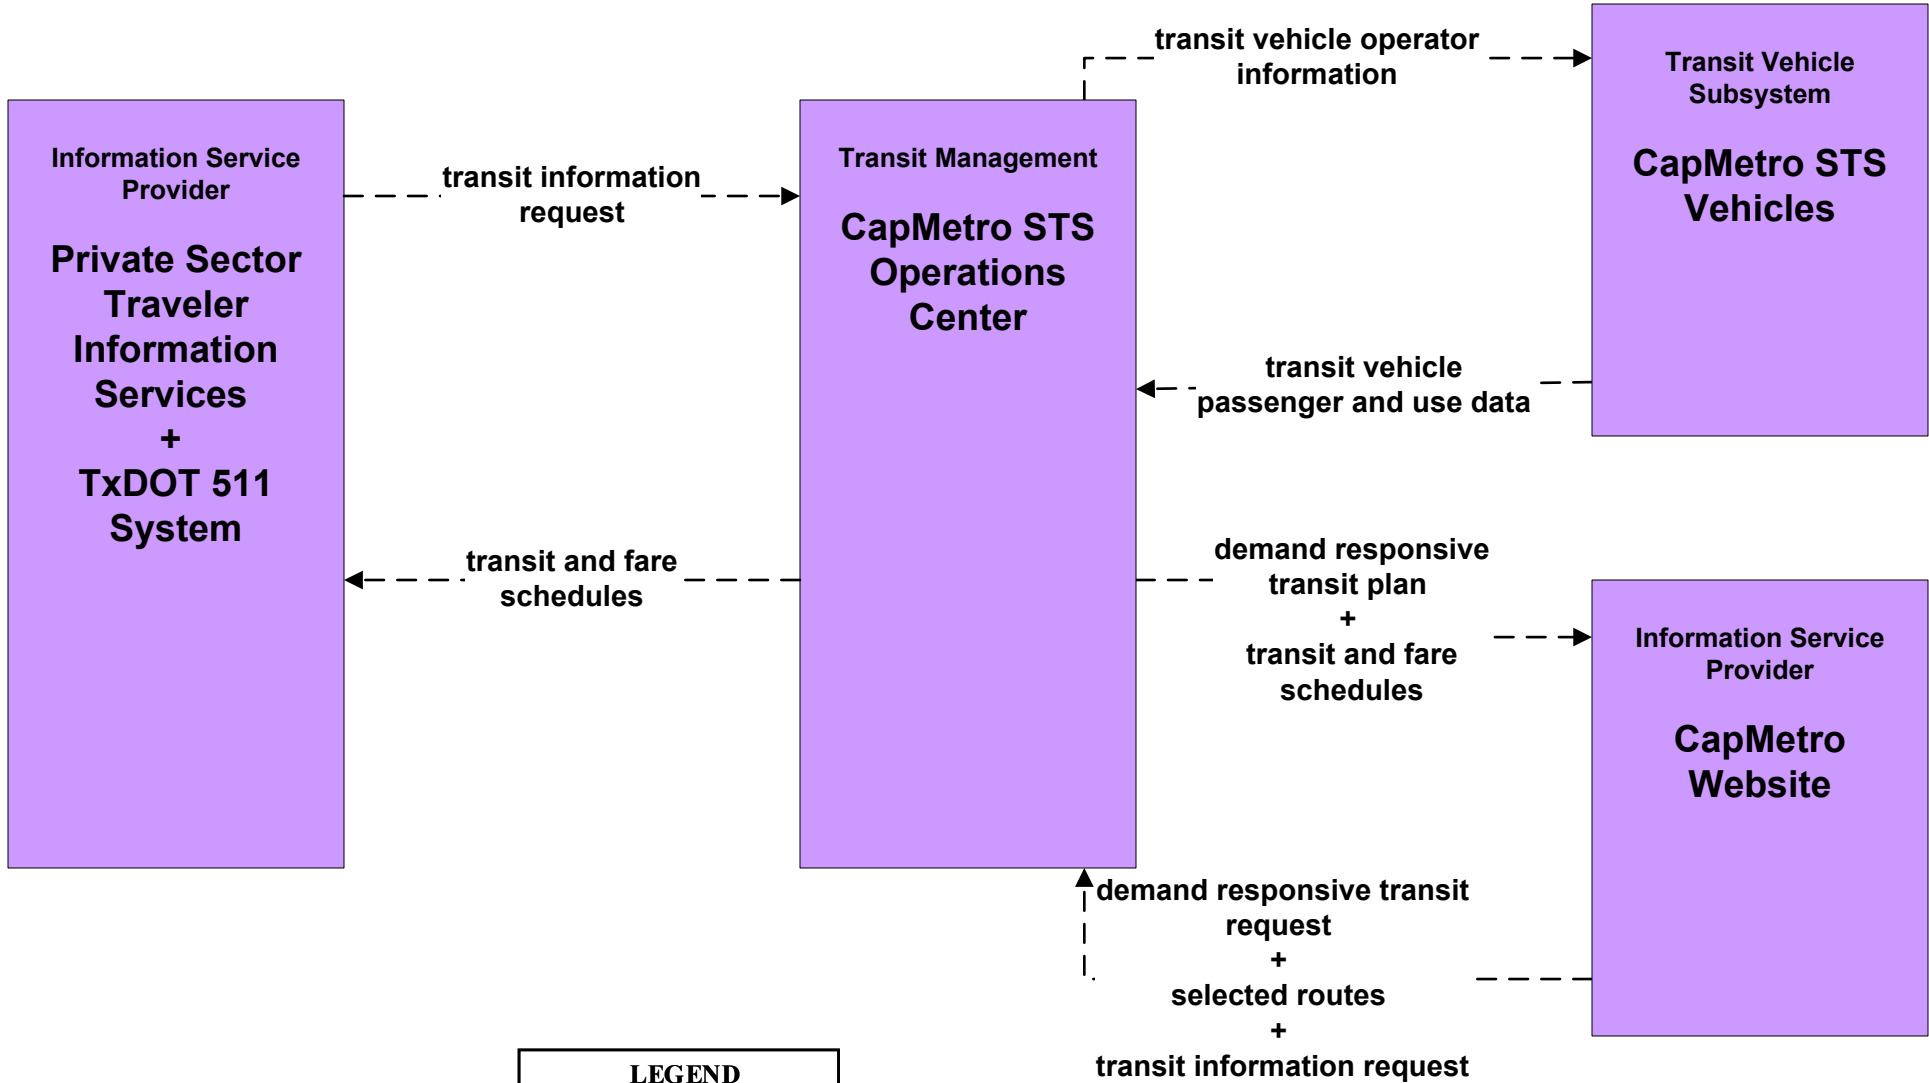 Information Service
Provider
Private Sector
Traveler
Information
Services
+
TxDOT 511
System
transit information
request
transit and fare
schedules
Transit Management
CapMetro STS
Operations
Center
transit vehicle operator
information
transit vehicle
passenger and use data
demand responsive
transit plan
+
transit and fare
schedules
demand responsive transit
request
+
selected routes
+
transit information request
Transit Vehicle
Subsystem
CapMetro STS
Vehicles
Information Service
Provider
CapMetro
Website
LEGEND